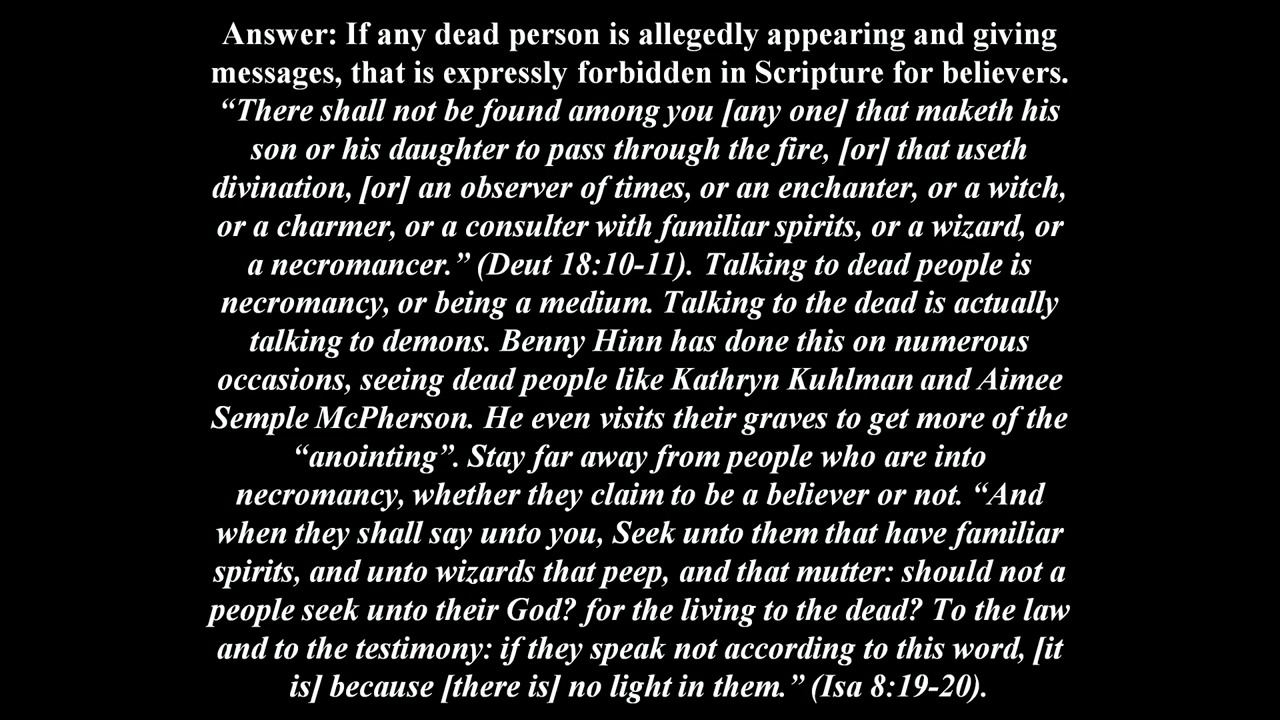 Answer: If any dead person is allegedly appearing and giving
messages, that is expressly forbidden in Scripture for believers.
“There shall not be found among you [any one] that maketh his
son or his daughter to pass through the fire, [or] that useth
divination, [or] an observer of times, or an enchanter, or a witch,
or a charmer, or a consulter with familiar spirits, or a wizard, or
a necromancer.” (Deut 18:10-11). Talking to dead people is
necromancy, or being a medium. Talking to the dead is actually
talking to demons. Benny Hinn has done this on numerous
occasions, seeing dead people like Kathryn Kuhlman and Aimee
Semple McPherson. He even visits their graves to get more of the
“anointing”. Stay far away from people who are into
necromancy, whether they claim to be a believer or not. “And
when they shall say unto you, Seek unto them that have familiar
spirits, and unto wizards that peep, and that mutter: should not a
people seek unto their God? for the living to the dead? To the law
and to the testimony: if they speak not according to this word, [it
is] because [there is] no light in them.” (Isa 8:19-20).